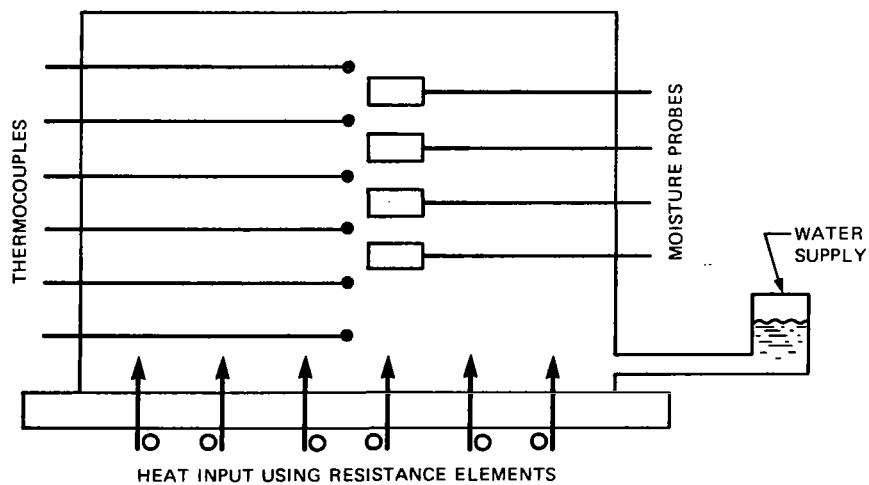 THERMOCOUPLES
MOISTURE PROBES
WATER
SUPPLY
HEAT INPUT USING RESISTANCE ELEMENTS